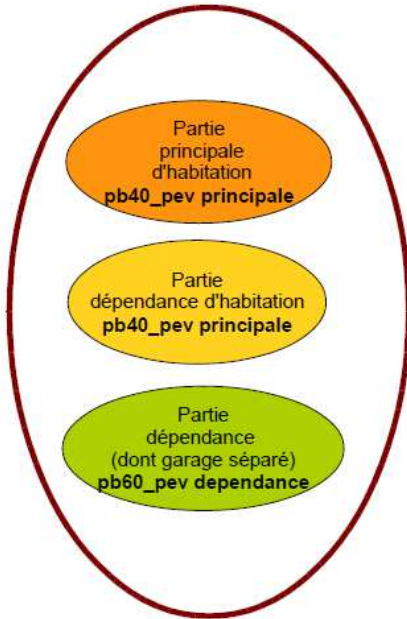 Partie
principale
d'habitation
pb40_pev principale
Partie
dépendance d'habitation
pb40_pev principale
Partie
dépendance
(dont garage séparé)
pb60_pev dependance